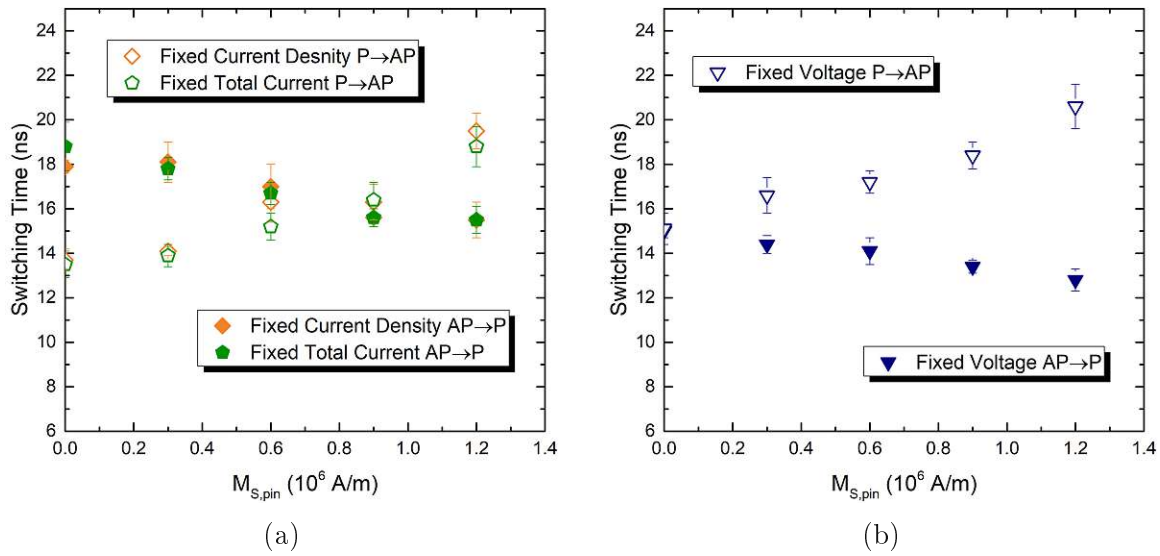 24
22
20
18
16
14
12
10
8
6
Switching Time (ns)
Fixed Current Desnity P→AP
Fixed Total Current P→AP
Fixed Current Density AP→P
Fixed Total Current AP→P
0.0 0.2 0.4 0.6 0.8 1.0 1.2 1.4
M_S,pin (10^6 A/m)
(a)
24
22
20
18
16
14
12
10
8
6
Switching Time (ns)
Fixed Voltage P→AP
Fixed Voltage AP→P
0.0 0.2 0.4 0.6 0.8 1.0 1.2 1.4
M_S,pin (10^6 A/m)
(b)